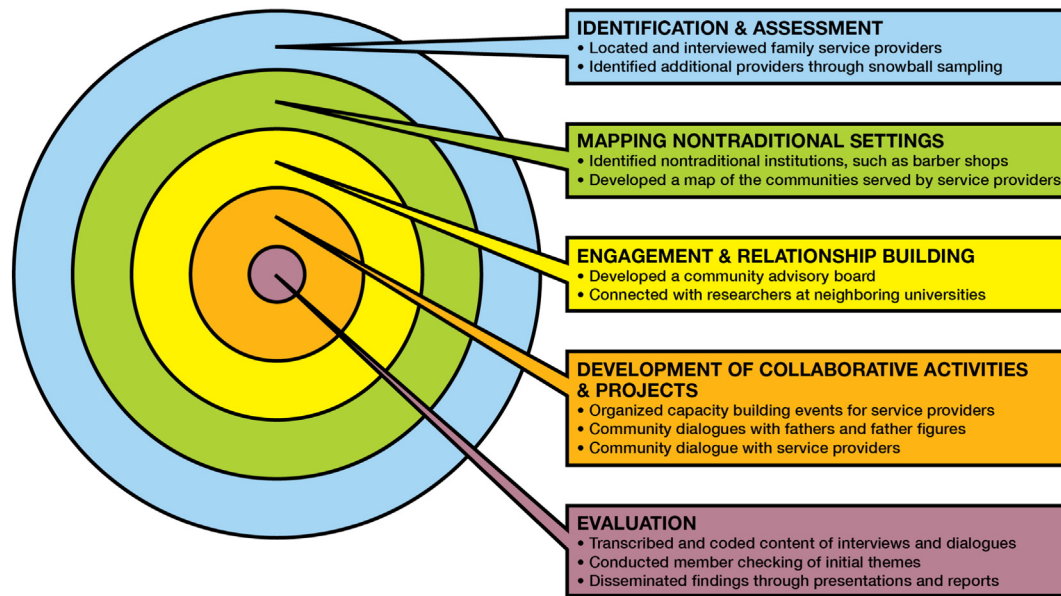 IDENTIFICATION & ASSESSMENT
• Located and interviewed family service providers
• Identified additional providers through snowball sampling
MAPPING NONTRADITIONAL SETTINGS
• Identified nontraditional institutions, such as barber shops
• Developed a map of the communities served by service providers
ENGAGEMENT & RELATIONSHIP BUILDING
• Developed a community advisory board
• Connected with researchers at neighboring universities
DEVELOPMENT OF COLLABORATIVE ACTIVITIES
& PROJECTS
• Organized capacity building events for service providers
• Community dialogues with fathers and father figures
• Community dialogue with service providers
EVALUATION
• Transcribed and coded content of interviews and dialogues
• Conducted member checking of initial themes
• Disseminated findings through presentations and reports